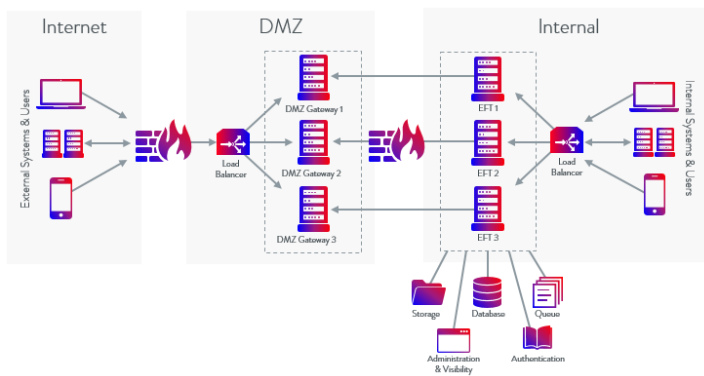 Internet
DMZ
Internal
External Systems & Users
Load
Balancer
DMZ Gateway 1
DMZ Gateway 2
DMZ Gateway 3
EFT 1
EFT 2
EFT 3
Load
Balancer
Internal Systems & Users
Storage
Database
Queue
Administration
& Visibility
Authentication